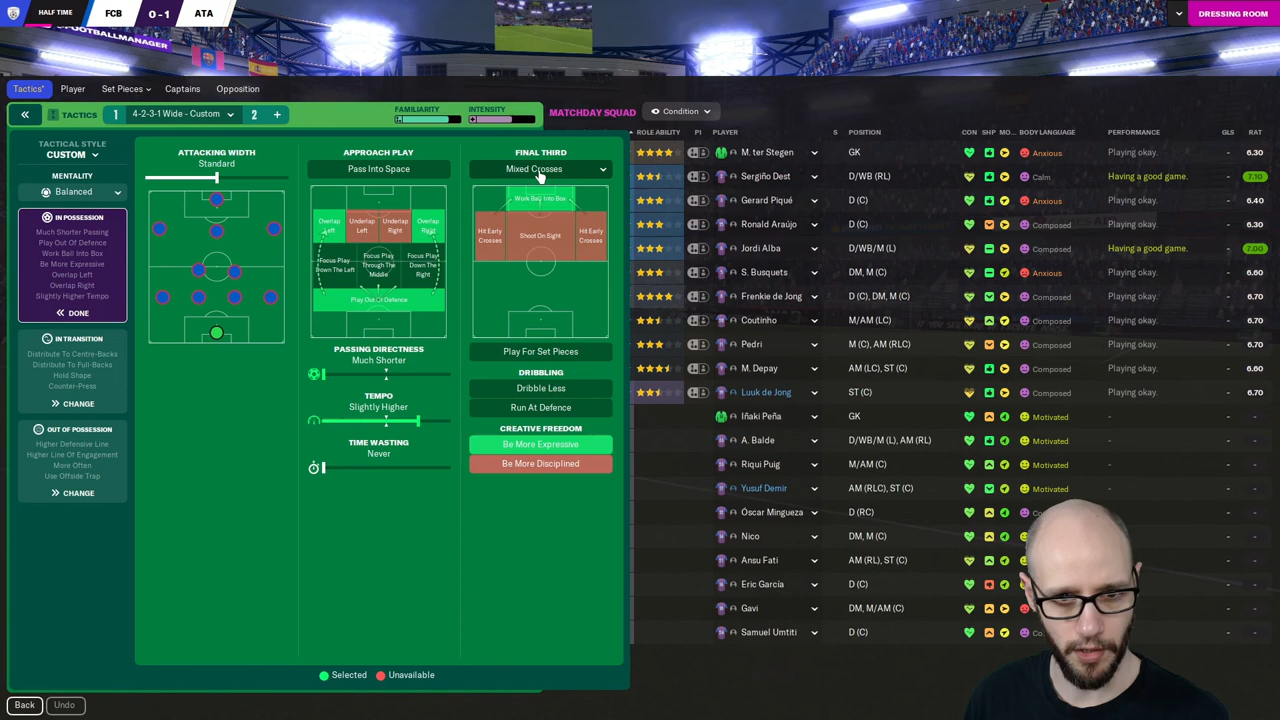 HALF TIME
FCB
0 - 1
ATA
DRESSING ROOM
FOOTBALLMANAGER
Tactics*
Player
Set Pieces
Captains
Opposition
TACTICS
1
4-2-3-1 Wide - Custom
2
+
FAMILIARITY
INTENSITY
MATCHDAY SQUAD
Condition
TACTICAL STYLE
CUSTOM
MENTALITY
Balanced
IN POSSESSION
Much Shorter Passing
Play Out Of Defence
Work Ball Into Box
Be More Expressive
Overlap Left
Overlap Right
Slightly Higher Tempo
DONE
IN TRANSITION
Distribute To Centre-Backs
Distribute To Full-Backs
Hold Shape
Counter-Press
CHANGE
OUT OF POSSESSION
Higher Defensive Line
Higher Line Of Engagement
More Often
Use Offside Trap
CHANGE
ATTACKING WIDTH
Standard
APPROACH PLAY
Pass Into Space
Overlap Left
Underlap Left
Underlap Right
Overlap Right
Focus Play Down The Left
Focus Play Through The Middle
Focus Play Down The Right
Play Out Of Defence
PASSING DIRECTNESS
Much Shorter
TEMPO
Slightly Higher
TIME WASTING
Never
FINAL THIRD
Mixed Crosses
Work Ball Into Box
Hit Early Crosses
Shoot On Sight
Hit Early Crosses
Play For Set Pieces
DRIBBLING
Dribble Less
Run At Defence
CREATIVE FREEDOM
Be More Expressive
Be More Disciplined
Selected
Unavailable
Back
Undo
ROLE ABILITY PI PLAYER S POSITION CON SHP MO... BODY LANGUAGE PERFORMANCE GLS RAT
M. ter Stegen GK Anxious Playing okay. - 6.30
Sergiño Dest D/WB (RL) Calm Having a good game. - 7.10
Gerard Piqué D (C) Anxious Playing okay. - 6.40
Ronald Araújo D (C) Composed Playing okay. - 6.30
Jordi Alba D/WB/M (L) Composed Having a good game. - 7.00
S. Busquets DM, M (C) Anxious Playing okay. - 6.60
Frenkie de Jong D (C), DM, M (C) Composed Playing okay. - 6.70
Coutinho M/AM (LC) Composed Playing okay. - 6.70
Pedri M (C), AM (RLC) Composed Playing okay. - 6.70
M. Depay AM (LC), ST (C) Composed Playing okay. - 6.60
Luuk de Jong ST (C) Composed Playing okay. - 6.70
Iñaki Peña GK Motivated - -
A. Balde D/WB/M (L), AM (RL) Motivated - -
Riqui Puig M/AM (C) Motivated - -
Yusuf Demir AM (RLC), ST (C) Motivated - -
Óscar Mingueza D (RC) - -
Nico DM, M (C) - -
Ansu Fati AM (RL), ST (C) - -
Eric García D (C) - -
Gavi DM, M/AM (C) - -
Samuel Umtiti D (C) Co... - -